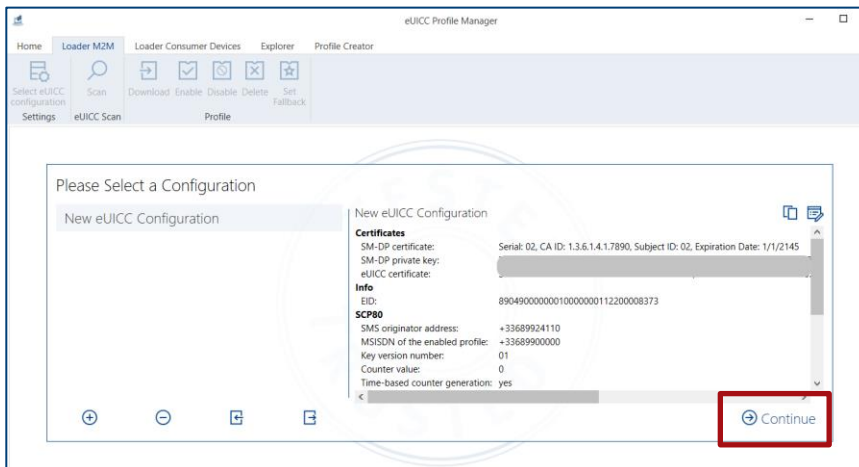 eUICC Profile Manager
Home Loader M2M Loader Consumer Devices Explorer Profile Creator
Select eUICC configuration Scan Download Enable Disable Delete Set Fallback
Settings eUICC Scan Profile
Please Select a Configuration
New eUICC Configuration
New eUICC Configuration
Certificates
SM-DP certificate: Serial: 02, CA ID: 1.3.6.1.4.1.7890, Subject ID: 02, Expiration Date: 1/1/2145
SM-DP private key:
eUICC certificate:
Info
EID: 89049000000010000000112200008373
SCP80
SMS originator address: +33689924110
MSISDN of the enabled profile: +33689900000
Key version number: 01
Counter value: 0
Time-based counter generation: yes
Continue